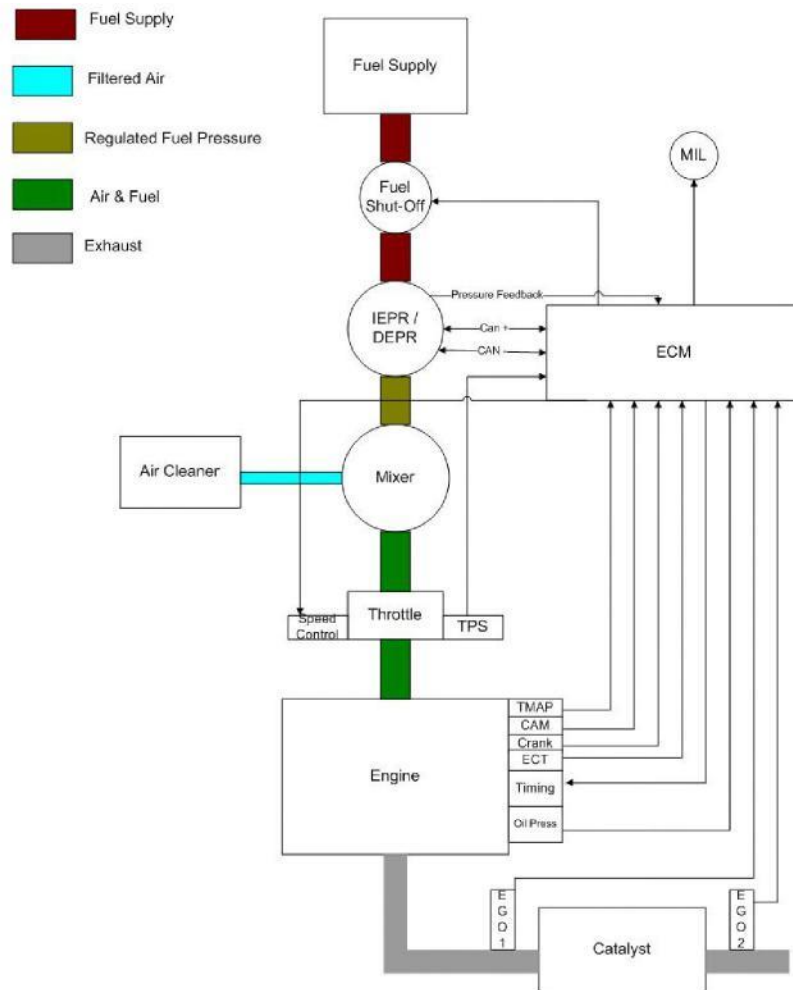 Fuel Supply
Filtered Air
Regulated Fuel Pressure
Air & Fuel
Exhaust
Fuel Supply
Fuel
Shut-Off
MIL
Pressure Feedback
IEPR /
DEPR
Can +
CAN -
ECM
Air Cleaner
Mixer
Speed
Control
Throttle
TPS
TMAP
CAM
Crank
ECT
Engine
Timing
Oil Press
E
G
O
1
E
G
O
2
Catalyst